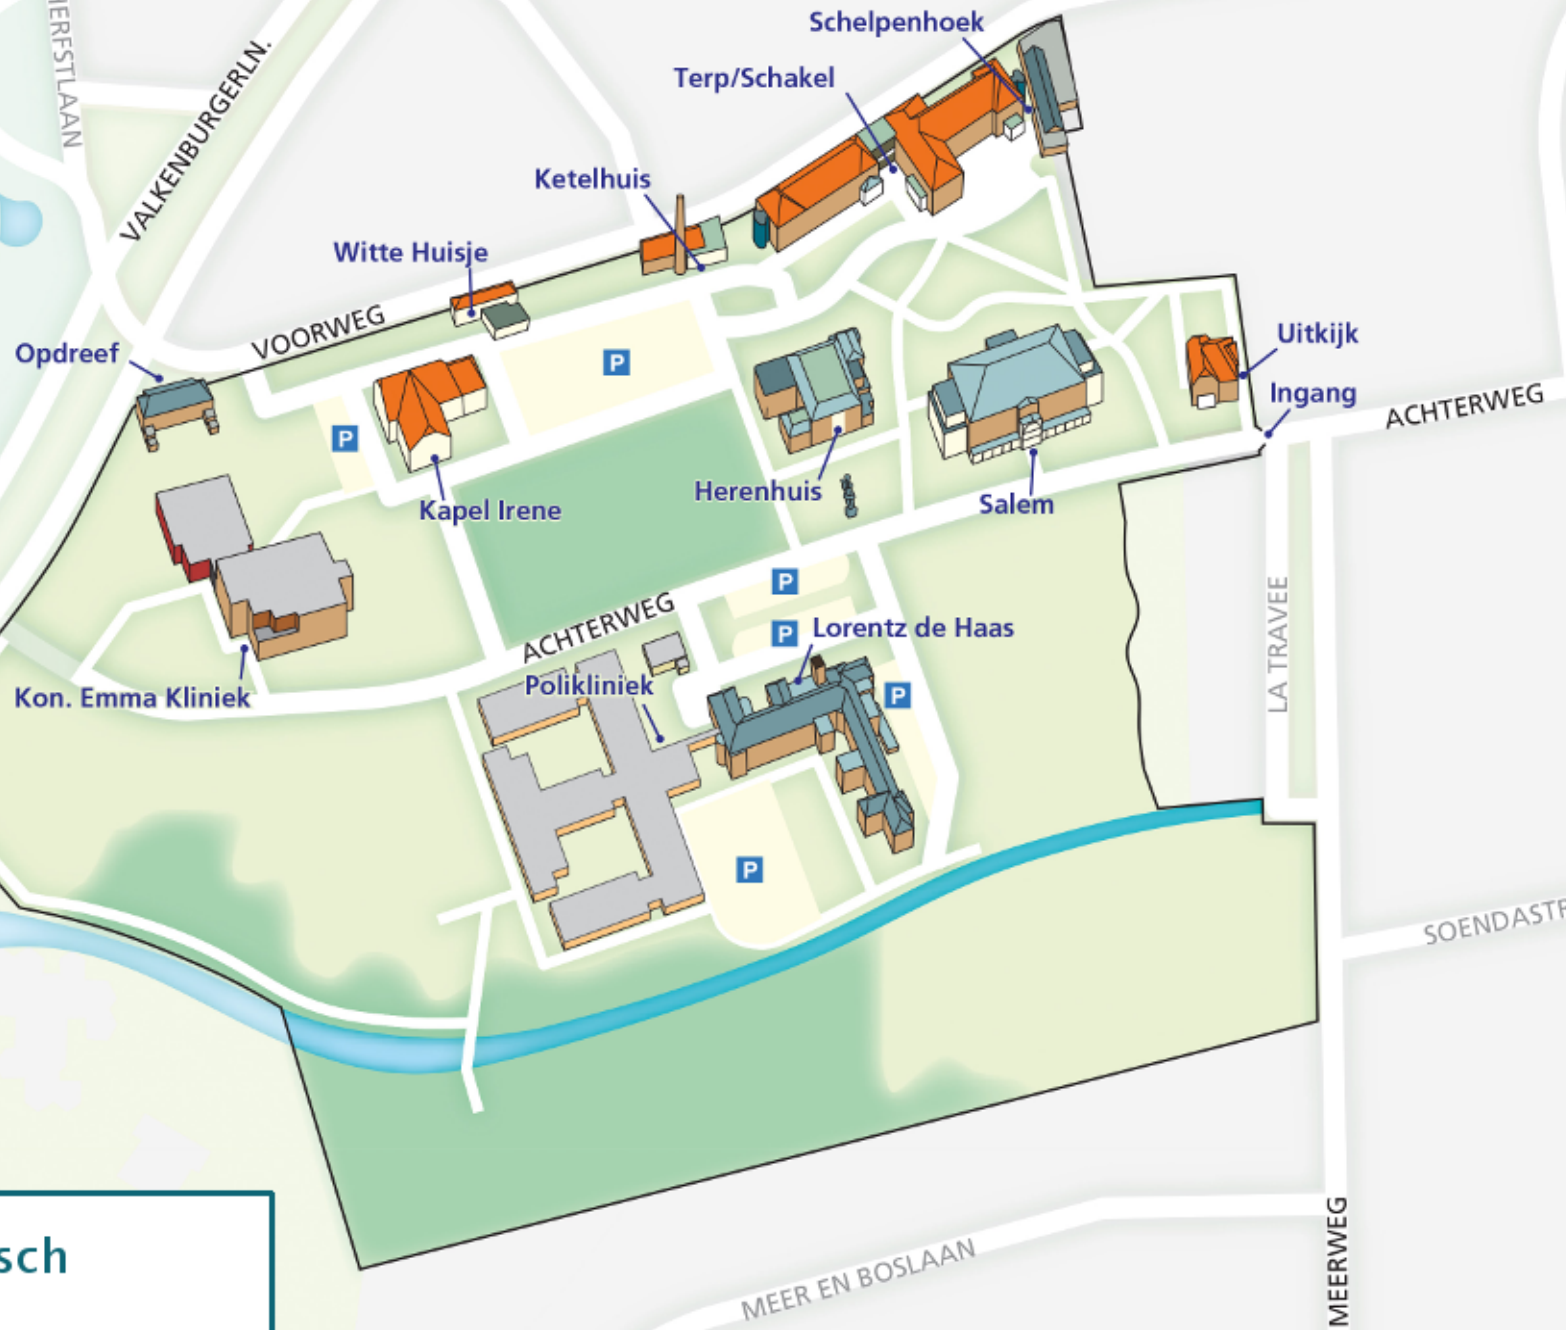 Schelpenhoek
Terp/Schakel
HERFSTLAAN
VALKENBURGERLN.
Ketelhuis
Witte Huisje
VOORWEG
Opdreef
P
Uitkijk
Ingang
ACHTERWEG
P
Kapel Irene
Herenhuis
Salem
P
ACHTERWEG
P
Lorentz de Haas
LA TRAVEE
Kon. Emma Kliniek
Polikliniek
P
P
SOENDASTR
MEERWEG
MEER EN BOSLAAN
sch